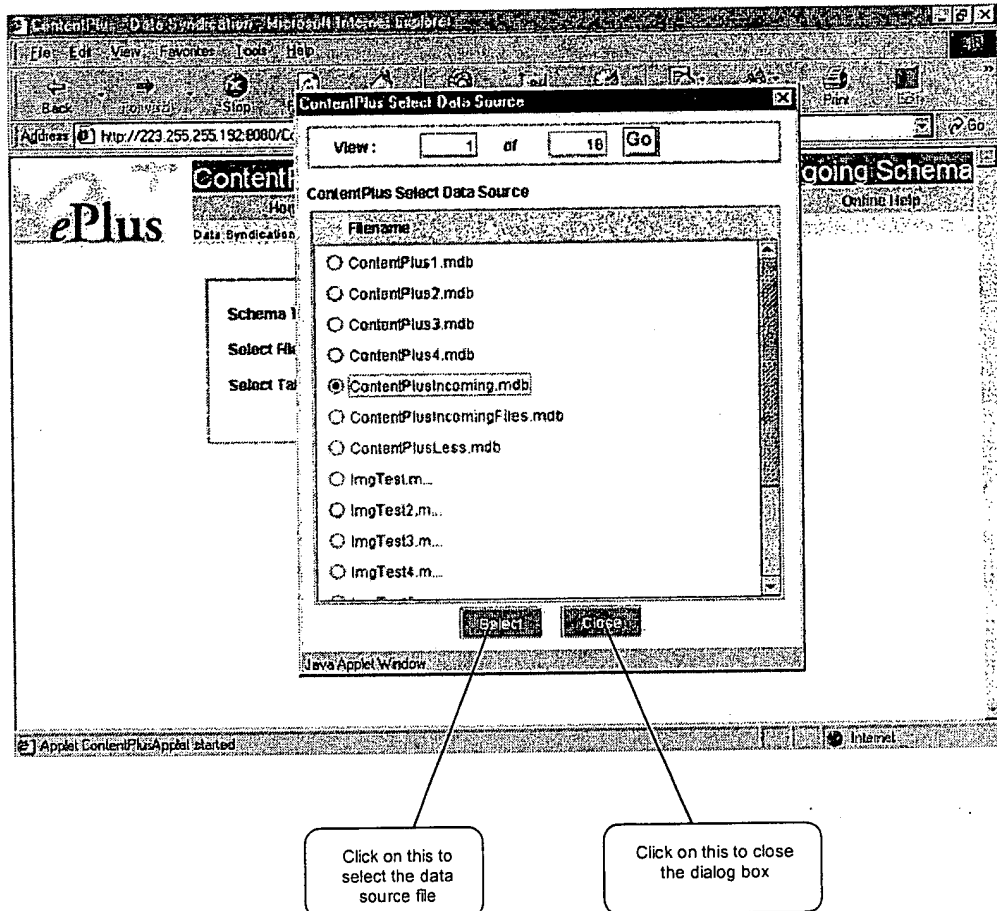 ContentPlus - Data Syndication - Microsoft Internet Explorer
File Edit View Favorites Tools Help
Back Forward Stop Print Edit
Address http://223.255.255.192:8080/Co Go
ContentPlus Select Data Source
View : 1 of 18 Go
ContentP going Schema
Hom Online Help
ePlus
Data Syndication
ContentPlus Select Data Source
Filename
ContentPlus1.mdb
ContentPlus2.mdb
ContentPlus3.mdb
ContentPlus4.mdb
ContentPlusIncoming.mdb
ContentPlusIncomingFiles.mdb
ContentPlusLess.mdb
ImgTest.m...
ImgTest2.m...
ImgTest3.m...
ImgTest4.m...
Schema
Select File
Select Tab
Select Close
Java Applet Window
Applet ContentPlusApplet started Internet
Click on this to
select the data
source file
Click on this to close
the dialog box